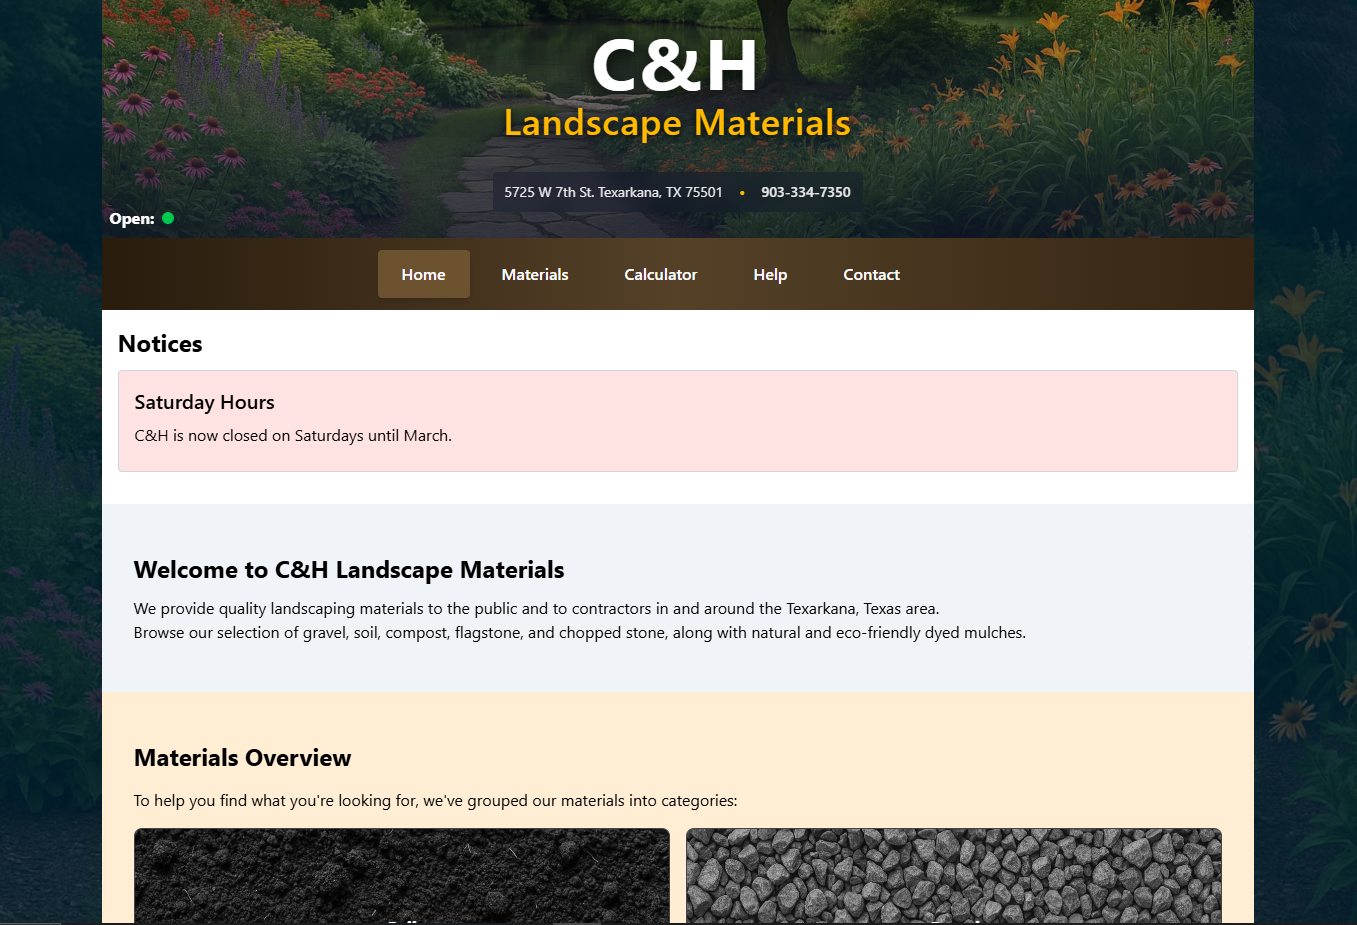 C&H
Landscape Materials
5725 W 7th St. Texarkana, TX 75501 • 903-334-7350
Open:
Home Materials Calculator Help Contact
Notices
Saturday Hours
C&H is now closed on Saturdays until March.
Welcome to C&H Landscape Materials
We provide quality landscaping materials to the public and to contractors in and around the Texarkana, Texas area.
Browse our selection of gravel, soil, compost, flagstone, and chopped stone, along with natural and eco-friendly dyed mulches.
Materials Overview
To help you find what you're looking for, we've grouped our materials into categories: